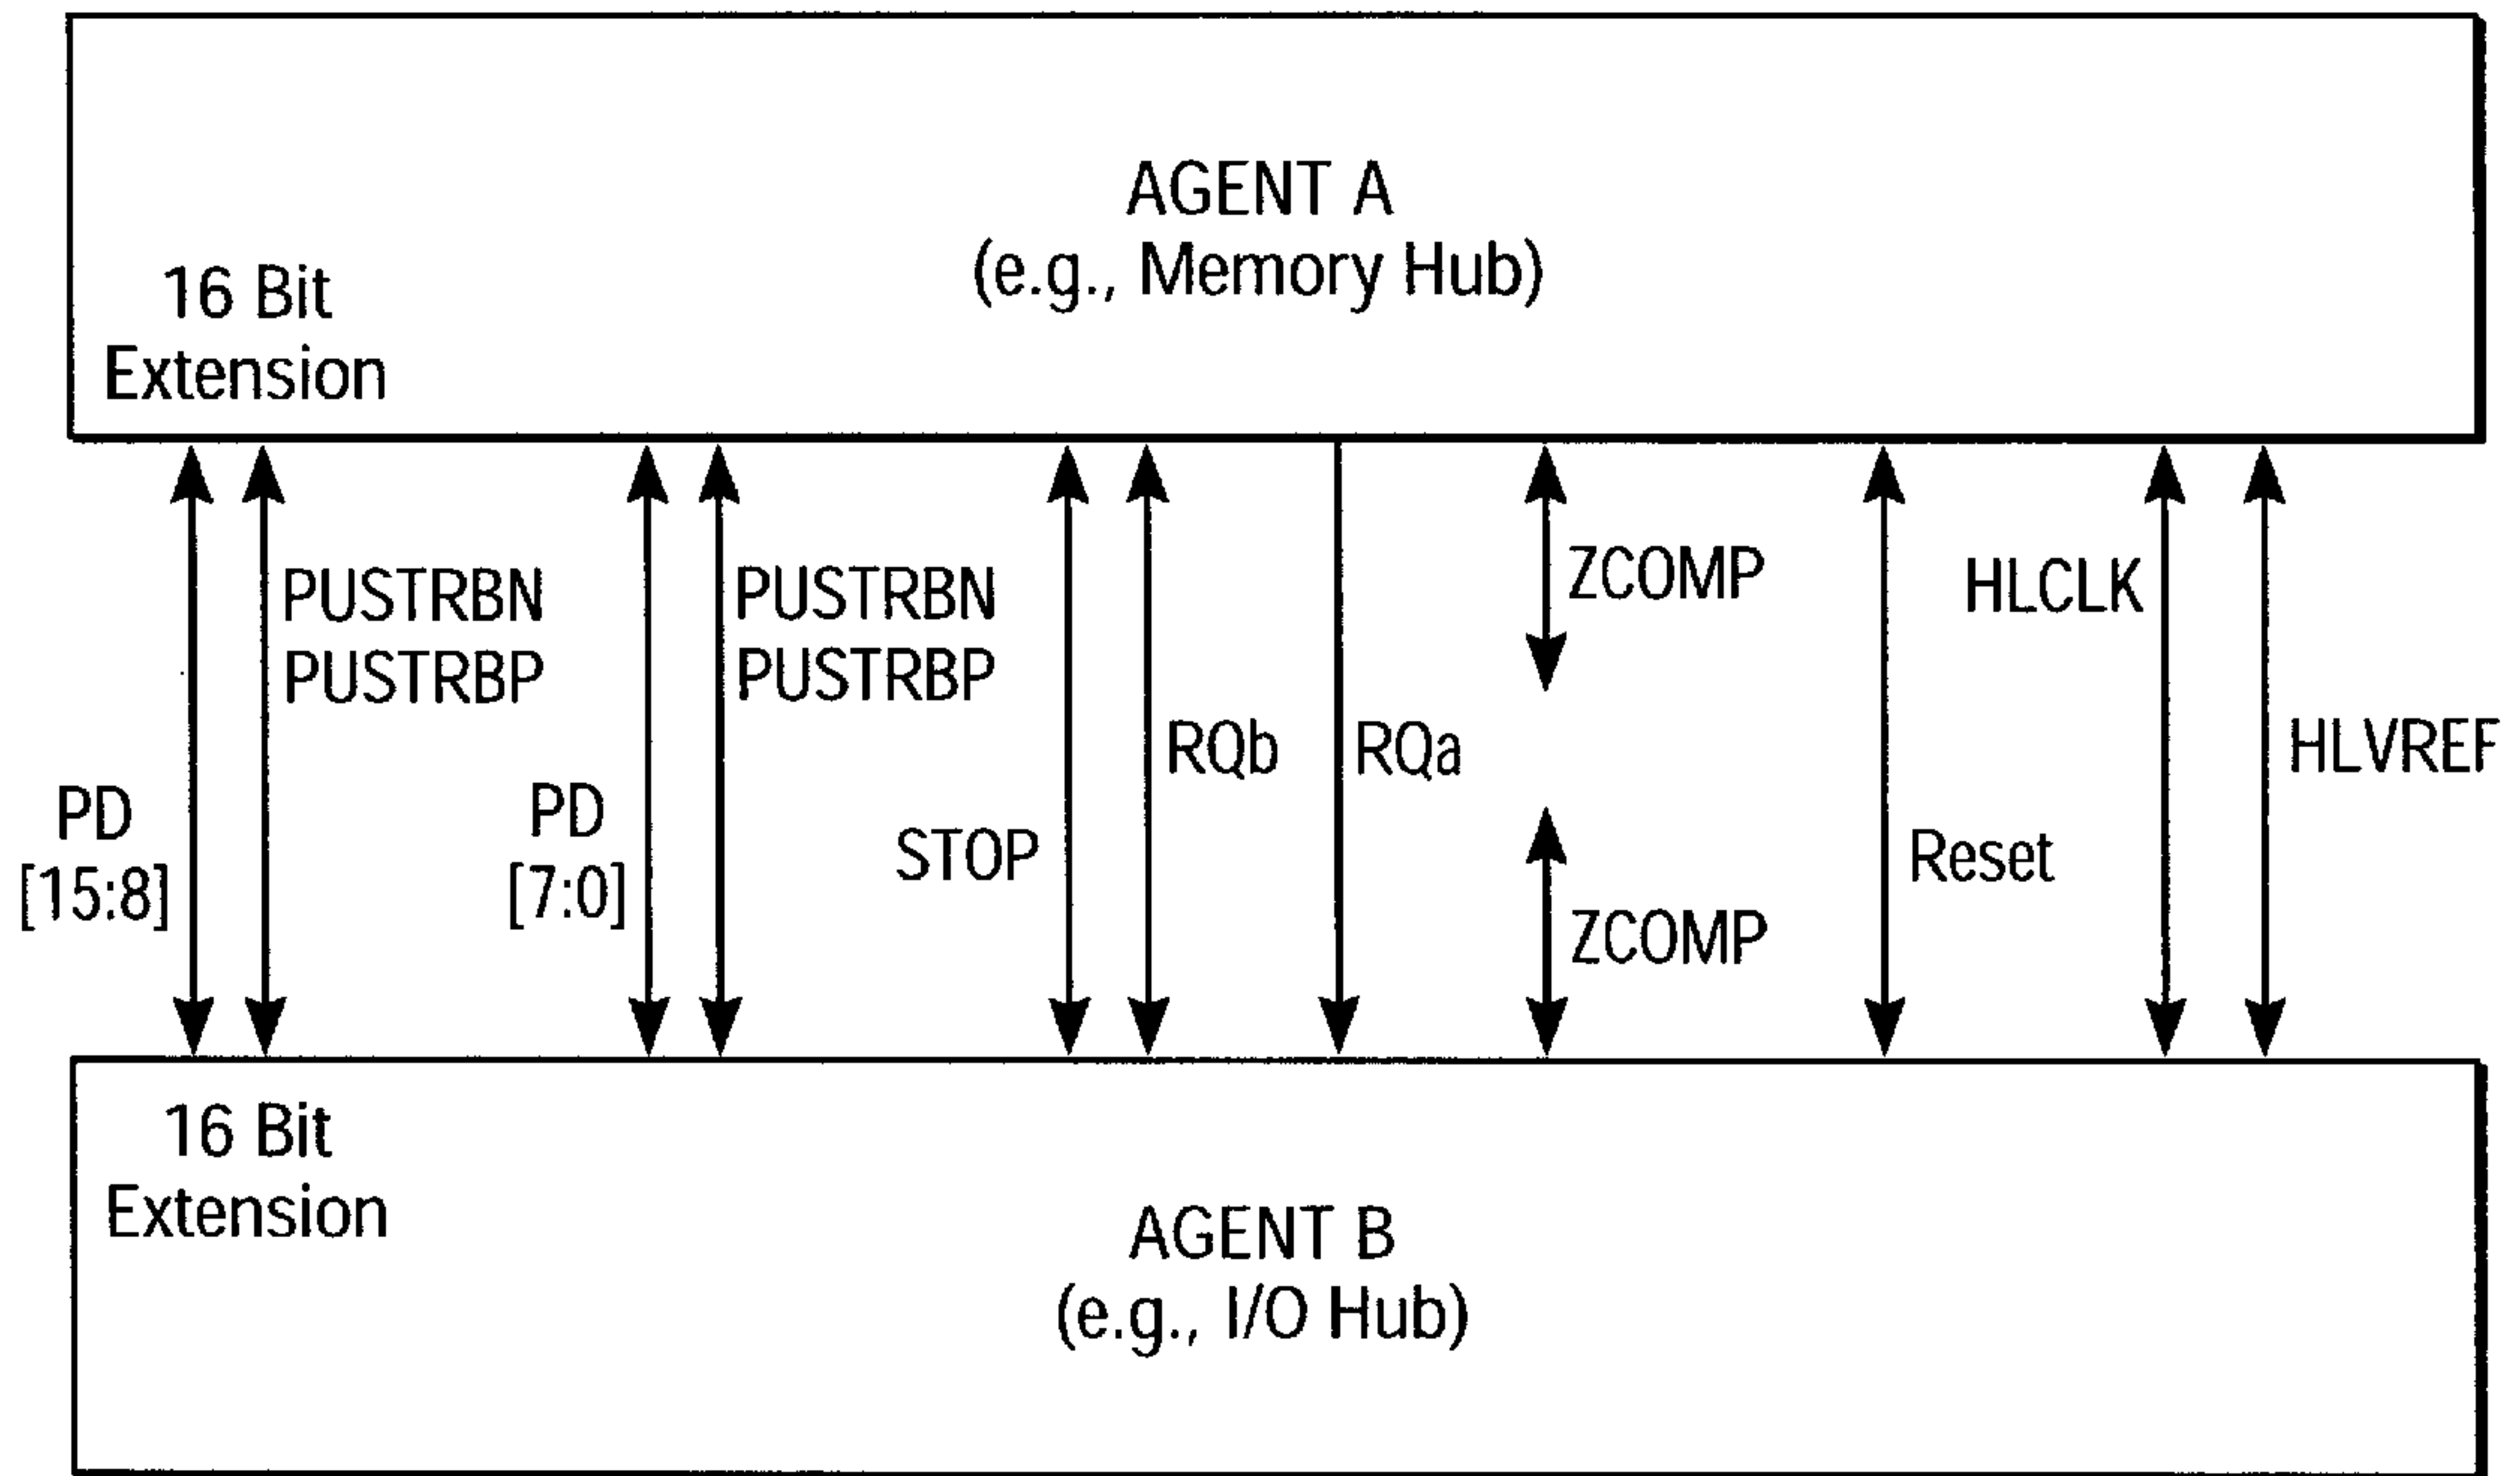 AGENT A
(e.g., Memory Hub)
16 Bit
Extension
PUSTRBN
PUSTRBP
PD
[15:8]
PUSTRBN
PUSTRBP
PD
[7:0]
STOP
RQb
RQa
ZCOMP
ZCOMP
Reset
HLCLK
HLVREF
16 Bit
Extension
AGENT B
(e.g., I/O Hub)